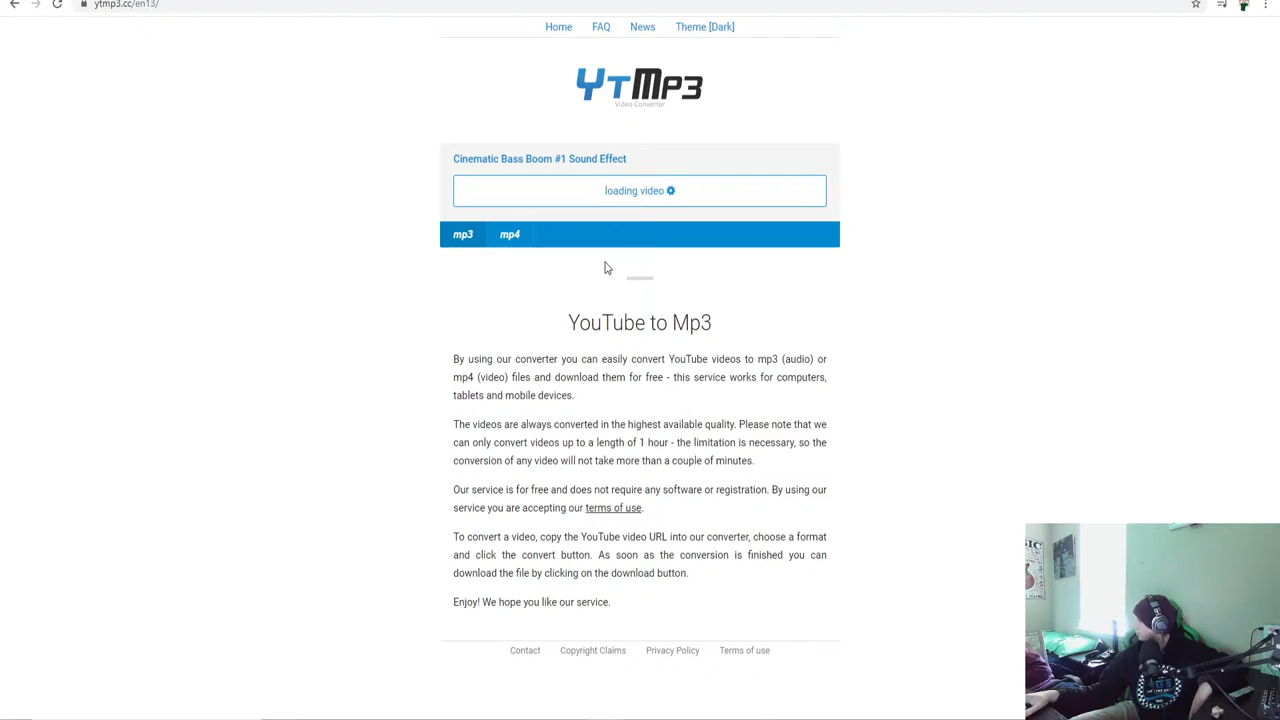 ytmp3.cc/en13/
Home FAQ News Theme [Dark]
YTMP3
Video Converter
Cinematic Bass Boom #1 Sound Effect
loading video
mp3 mp4
YouTube to Mp3
By using our converter you can easily convert YouTube videos to mp3 (audio) or
mp4 (video) files and download them for free - this service works for computers,
tablets and mobile devices.
The videos are always converted in the highest available quality. Please note that we
can only convert videos up to a length of 1 hour - the limitation is necessary, so the
conversion of any video will not take more than a couple of minutes.
Our service is for free and does not require any software or registration. By using our
service you are accepting our terms of use.
To convert a video, copy the YouTube video URL into our converter, choose a format
and click the convert button. As soon as the conversion is finished you can
download the file by clicking on the download button.
Enjoy! We hope you like our service.
Contact Copyright Claims Privacy Policy Terms of use